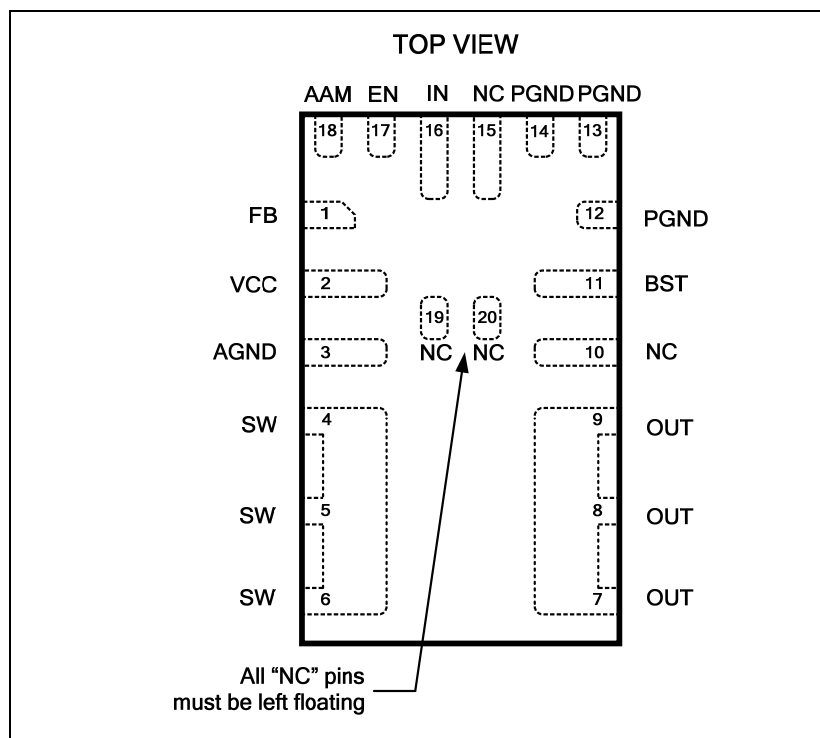 TOP VIEW
AAM EN IN NC PGND PGND
18 17 16 15 14 13
FB 1 12 PGND
VCC 2 11 BST
19 20
AGND 3 NC NC 10 NC
SW 4 9 OUT
SW 5 8 OUT
SW 6 7 OUT
All “NC” pins
must be left floating